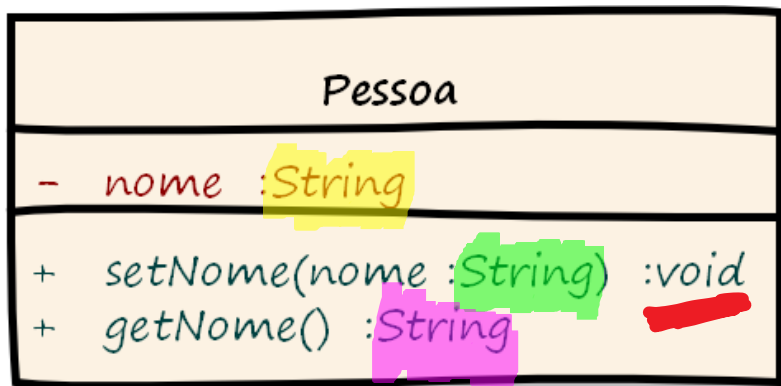 Pessoa
- nome :String
+ setNome(nome :String) :void
+ getNome() :String